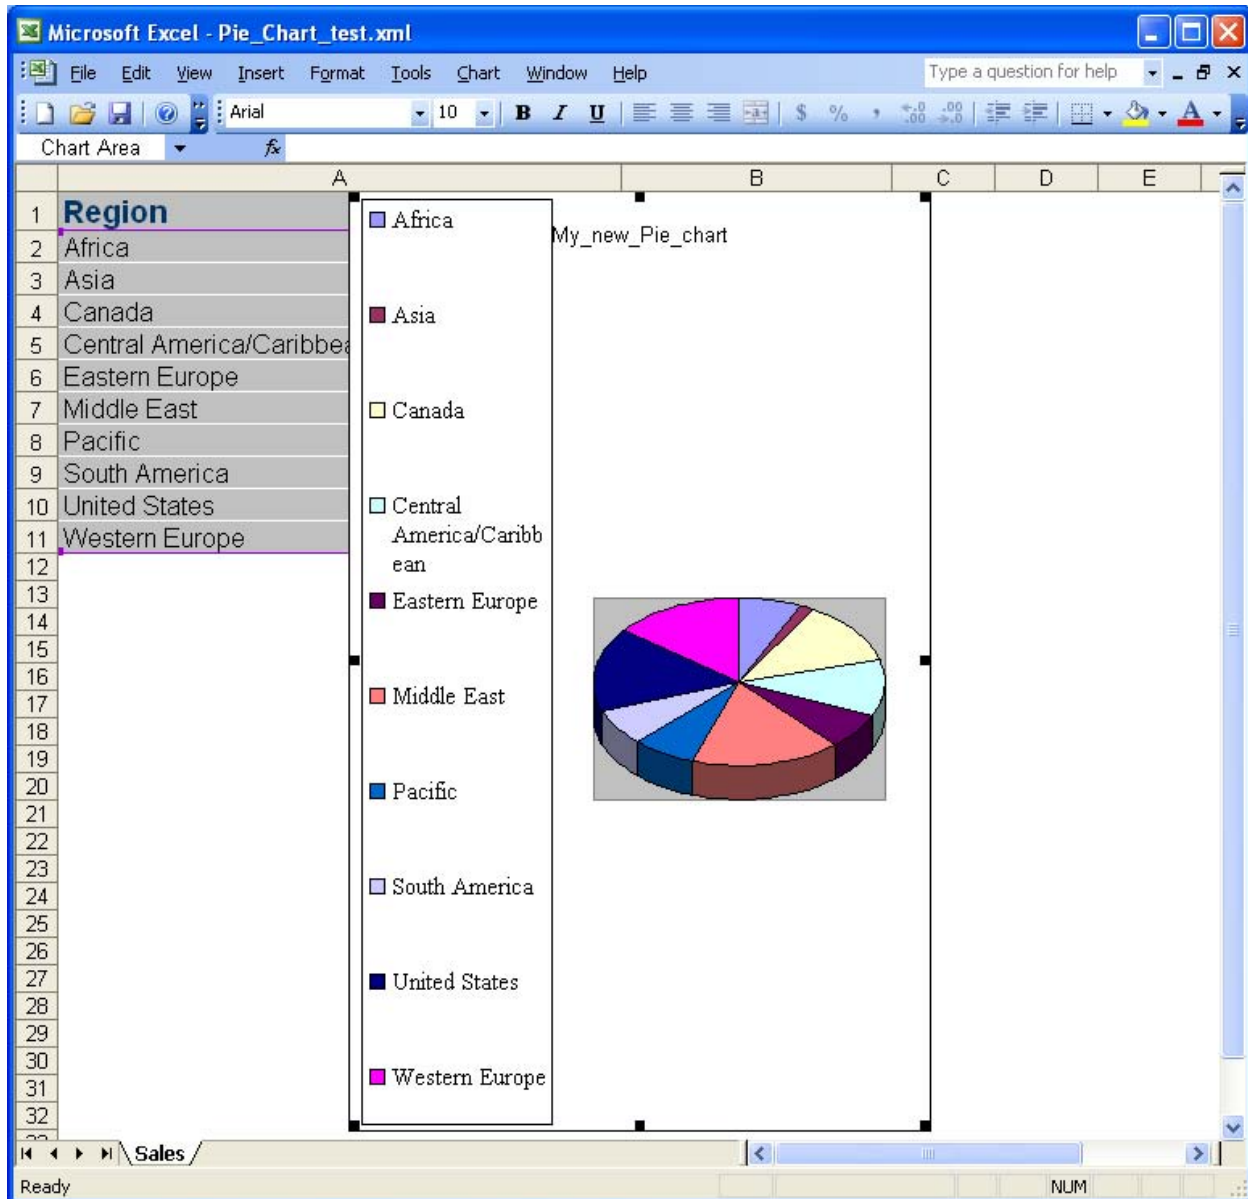 Microsoft Excel - Pie_Chart_test.xml
File Edit View Insert Format Tools Chart Window Help Type a question for help
Arial 10 B I U $ % , A
Chart Area fx
A B C D E
1 Region
2 Africa
3 Asia
4 Canada
5 Central America/Caribbea
6 Eastern Europe
7 Middle East
8 Pacific
9 South America
10 United States
11 Western Europe
12
13
14
15
16
17
18
19
20
21
22
23
24
25
26
27
28
29
30
31
32
My_new_Pie_chart
Africa
Asia
Canada
Central
America/Caribb
ean
Eastern Europe
Middle East
Pacific
South America
United States
Western Europe
Sales
Ready NUM